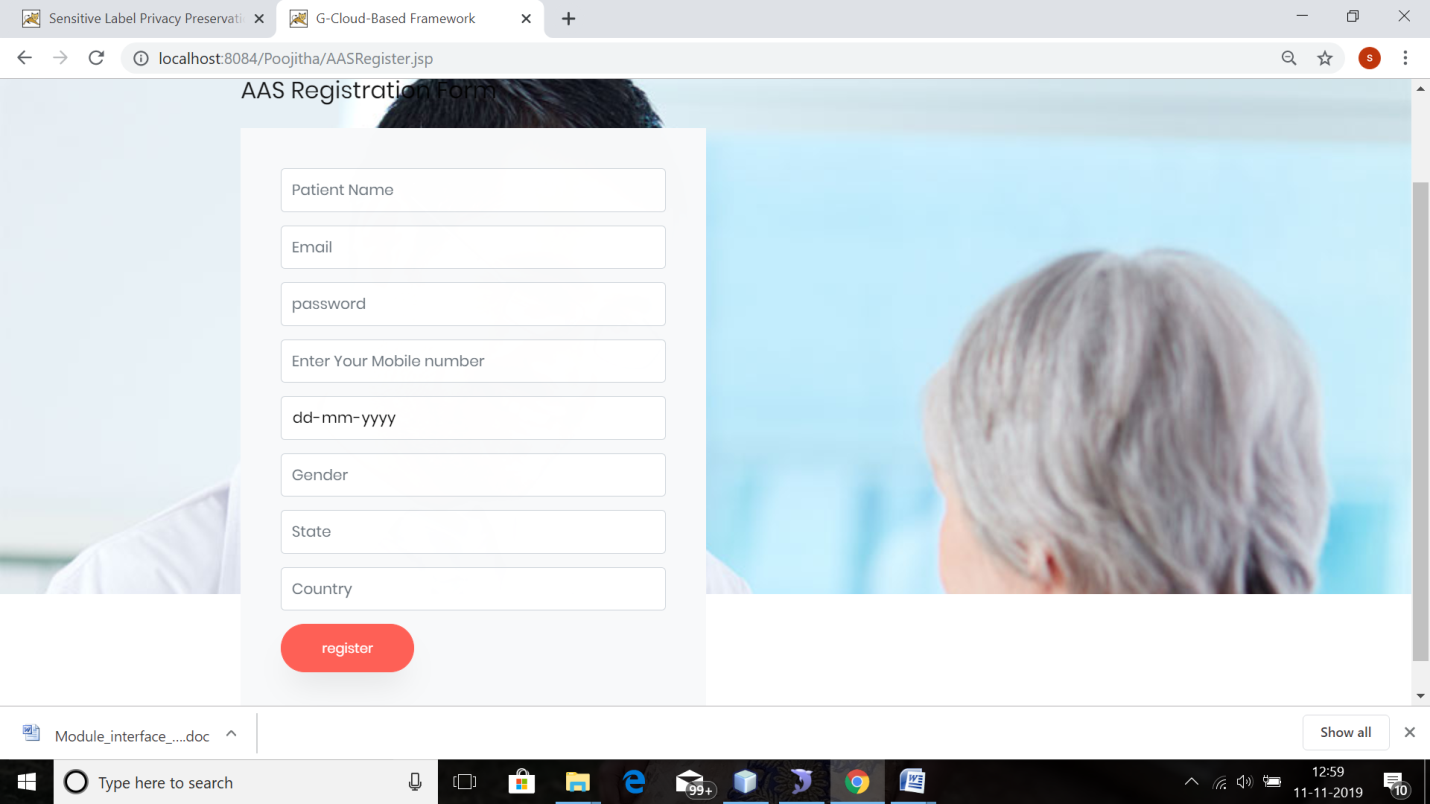 Sensitive Label Privacy Preservati
G-Cloud-Based Framework
localhost:8084/Poojitha/AASRegister.jsp
s
AAS Registration Form
Patient Name
Email
password
Enter Your Mobile number
dd-mm-yyyy
Gender
State
Country
register
Module_interface_....doc
Show all
Type here to search
99+
12:59
11-11-2019
10